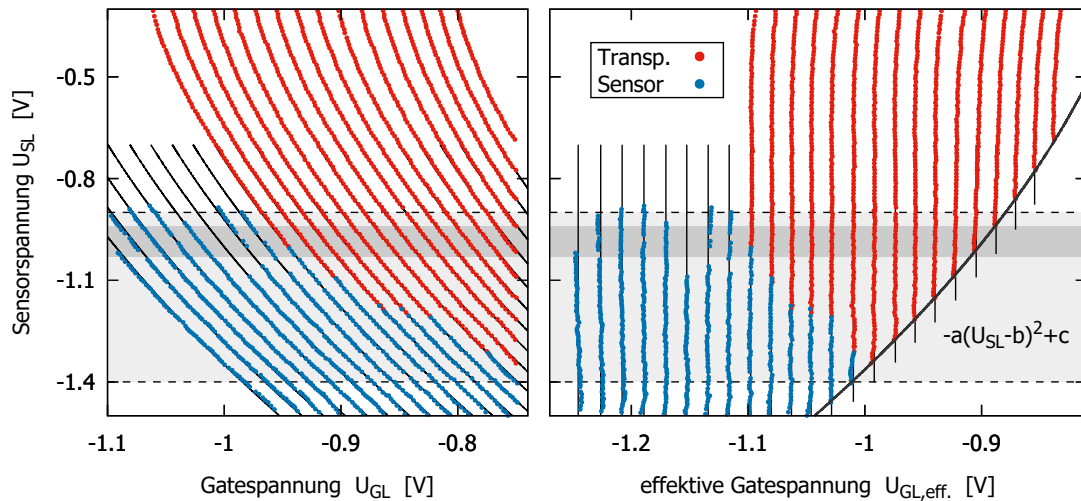 Sensorspannung U_SL [V]
-0.5
-0.8
-1.1
-1.4
-1.1
-1
-0.9
-0.8
Gatespannung U_GL [V]
Transp.
Sensor
-a(U_SL-b)²+c
-1.2
-1.1
-1
-0.9
effektive Gatespannung U_GL,eff. [V]